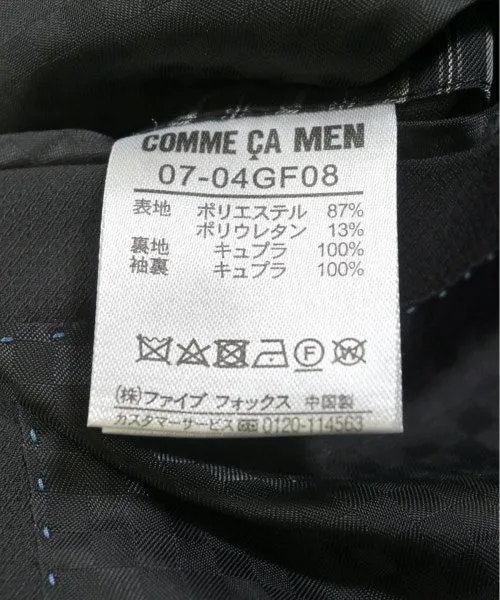 COMME ÇA MEN
07-04GF08
表地 ポリエステル 87%
ポリウレタン 13%
裏地 キュプラ 100%
袖裏 キュプラ 100%
F W
(株)ファイブ フォックス 中国製
カスタマーサービス 0120-114563